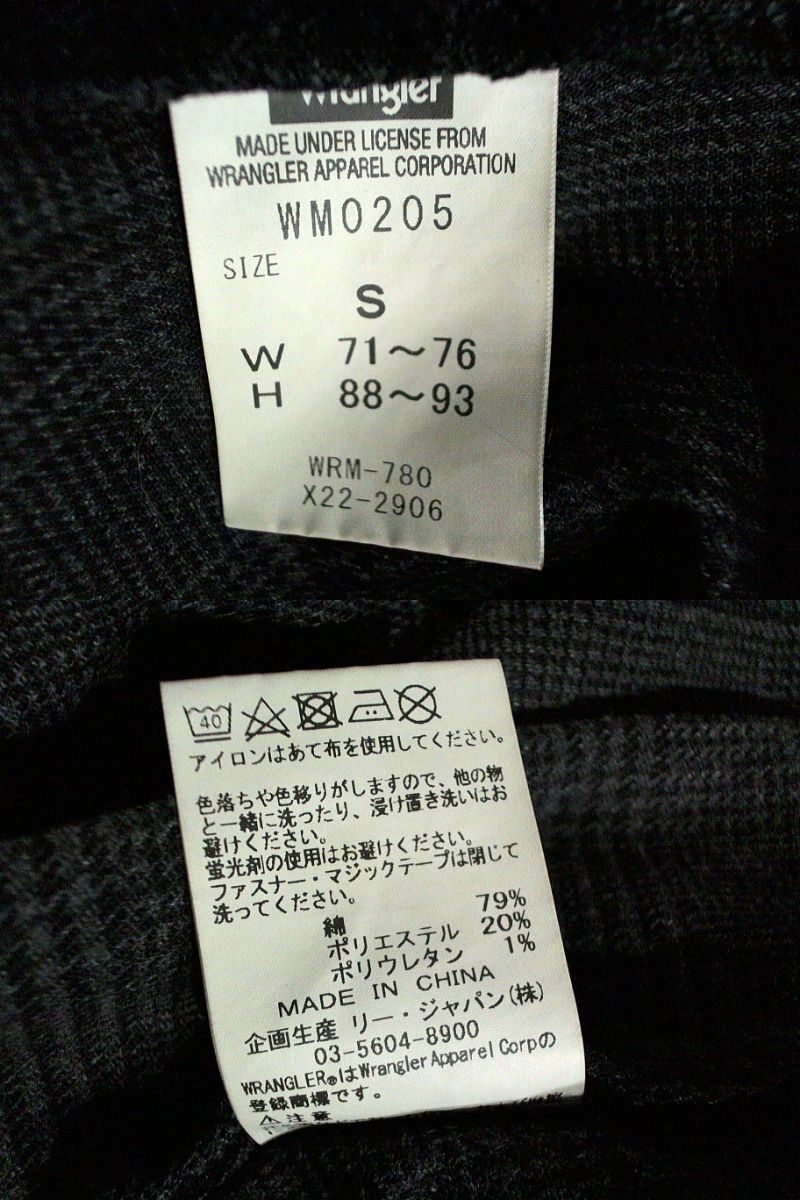 Wrangler
MADE UNDER LICENSE FROM
WRANGLER APPAREL CORPORATION
WM0205
SIZE
S
W 71～76
H 88～93
WRM-780
X22-2906
40
アイロンはあて布を使用してください。
色落ちや色移りがしますので、他の物
と一緒に洗ったり、浸け置き洗いはお
避けください。
蛍光剤の使用はお避けください。
ファスナー・マジックテープは閉じて
洗ってください。
綿 79%
ポリエステル 20%
ポリウレタン 1%
MADE IN CHINA
企画生産 リー・ジャパン(株)
03-5604-8900
WRANGLER®はWrangler Apparel Corpの
登録商標です。
⚠注意